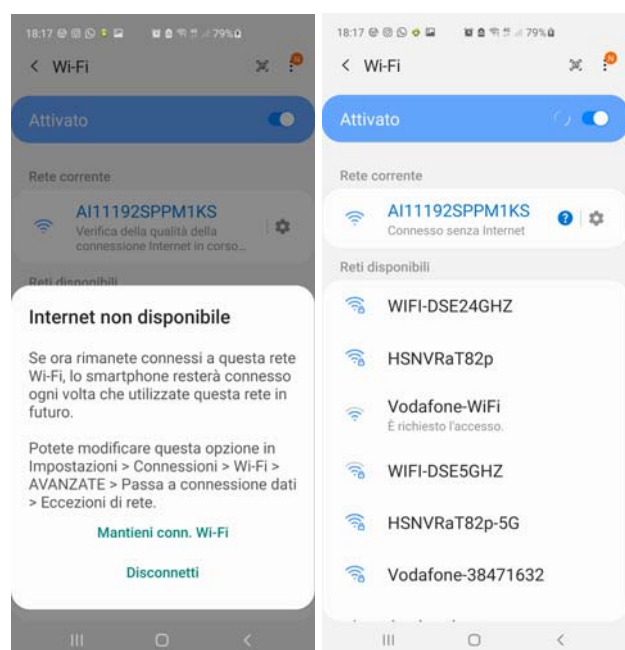 18:17
79%
Wi-Fi
N
Attivato
Rete corrente
AI11192SPPM1KS
Verifica della qualità della
connessione Internet in corso...
Reti disponibili
Internet non disponibile
Se ora rimanete connessi a questa rete
Wi-Fi, lo smartphone resterà connesso
ogni volta che utilizzate questa rete in
futuro.
Potete modificare questa opzione in
Impostazioni > Connessioni > Wi-Fi >
AVANZATE > Passa a connessione dati
> Eccezioni di rete.
Mantieni conn. Wi-Fi
Disconnetti
18:17
79%
Wi-Fi
N
Attivato
Rete corrente
AI11192SPPM1KS
Connesso senza Internet
Reti disponibili
WIFI-DSE24GHZ
HSNVRaT82p
Vodafone-WiFi
È richiesto l'accesso.
WIFI-DSE5GHZ
HSNVRaT82p-5G
Vodafone-38471632